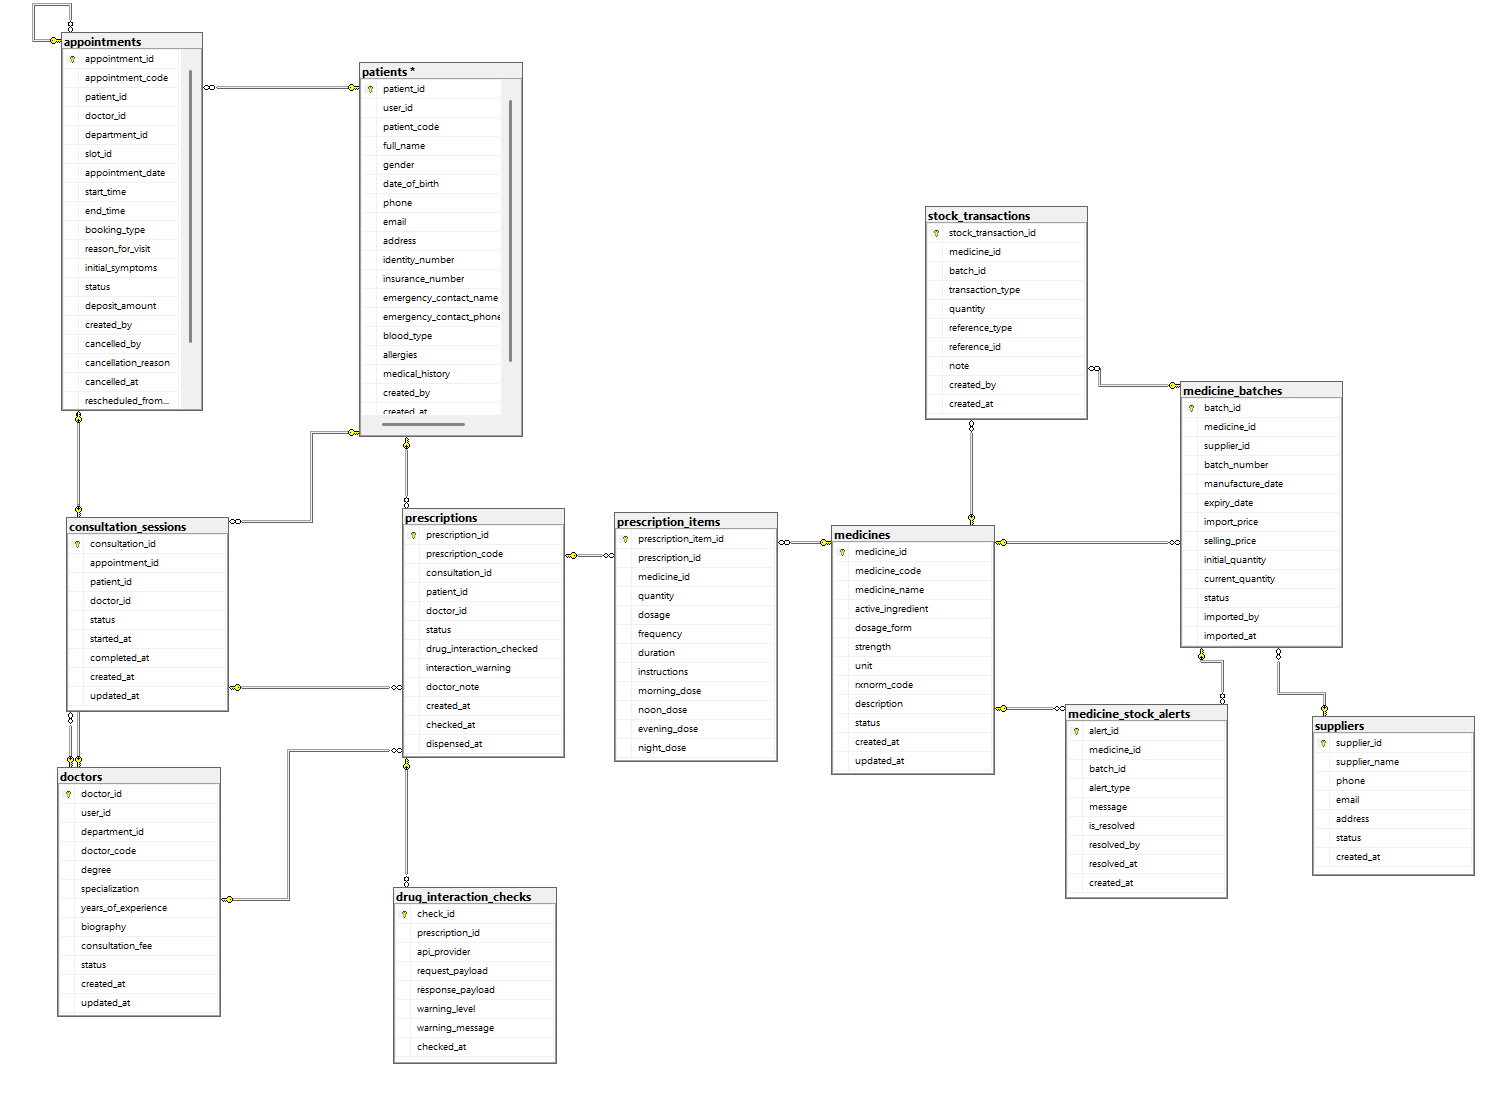 appointments
appointment_id
appointment_code
patient_id
doctor_id
department_id
slot_id
appointment_date
start_time
end_time
booking_type
reason_for_visit
initial_symptoms
status
deposit_amount
created_by
cancelled_by
cancellation_reason
cancelled_at
rescheduled_from...
patients *
patient_id
user_id
patient_code
full_name
gender
date_of_birth
phone
email
address
identity_number
insurance_number
emergency_contact_name
emergency_contact_phone
blood_type
allergies
medical_history
created_by
created_at
stock_transactions
stock_transaction_id
medicine_id
batch_id
transaction_type
quantity
reference_type
reference_id
note
created_by
created_at
medicine_batches
batch_id
medicine_id
supplier_id
batch_number
manufacture_date
expiry_date
import_price
selling_price
initial_quantity
current_quantity
status
imported_by
imported_at
consultation_sessions
consultation_id
appointment_id
patient_id
doctor_id
status
started_at
completed_at
created_at
updated_at
prescriptions
prescription_id
prescription_code
consultation_id
patient_id
doctor_id
status
drug_interaction_checked
interaction_warning
doctor_note
created_at
checked_at
dispensed_at
prescription_items
prescription_item_id
prescription_id
medicine_id
quantity
dosage
frequency
duration
instructions
morning_dose
noon_dose
evening_dose
night_dose
medicines
medicine_id
medicine_code
medicine_name
active_ingredient
dosage_form
strength
unit
rxnorm_code
description
status
created_at
updated_at
medicine_stock_alerts
alert_id
medicine_id
batch_id
alert_type
message
is_resolved
resolved_by
resolved_at
created_at
suppliers
supplier_id
supplier_name
phone
email
address
status
created_at
doctors
doctor_id
user_id
department_id
doctor_code
degree
specialization
years_of_experience
biography
consultation_fee
status
created_at
updated_at
drug_interaction_checks
check_id
prescription_id
api_provider
request_payload
response_payload
warning_level
warning_message
checked_at